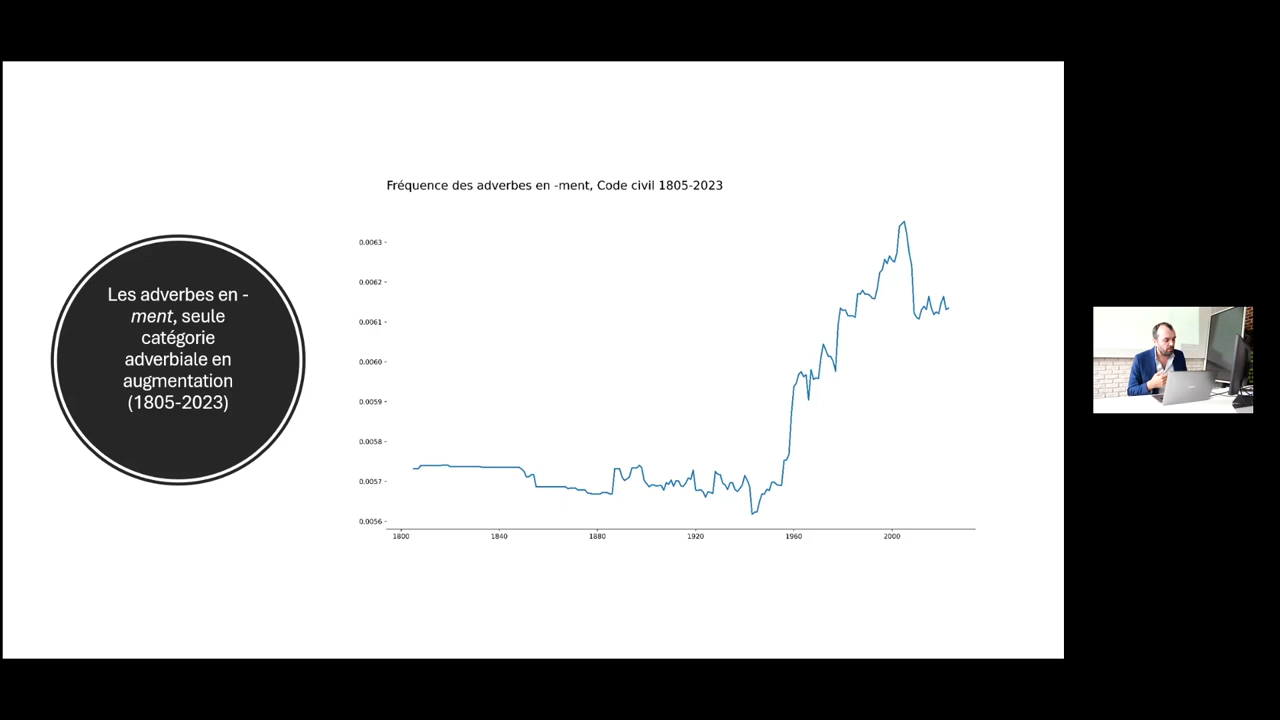 Fréquence des adverbes en -ment, Code civil 1805-2023
Les adverbes en -
ment, seule
catégorie
adverbiale en
augmentation
(1805-2023)
0.0063
0.0062
0.0061
0.0060
0.0059
0.0058
0.0057
0.0056
1800 1840 1880 1920 1960 2000